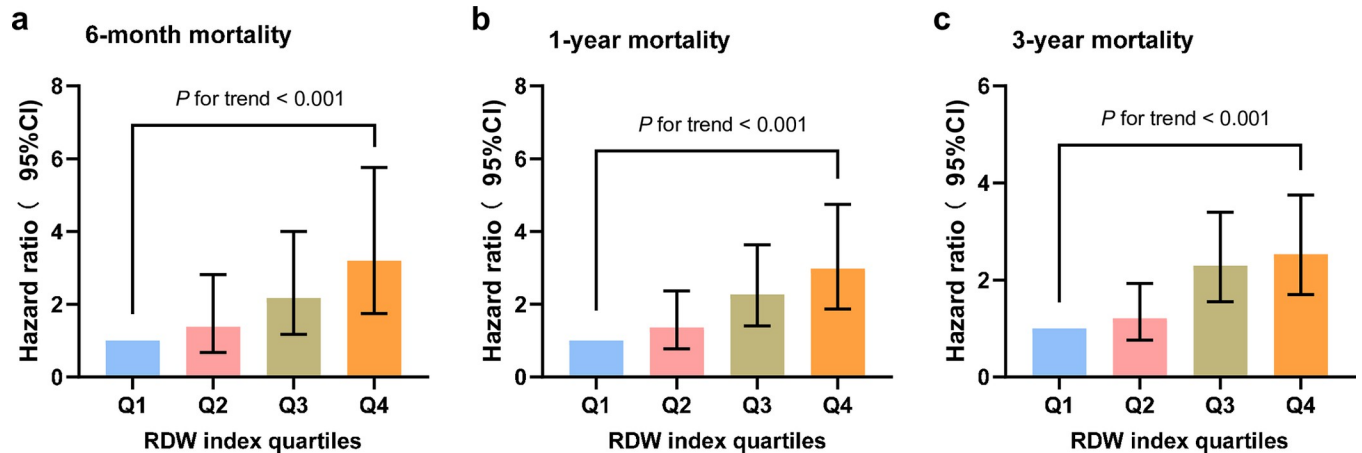 a
6-month mortality
Hazard ratio ( 95%CI)
8
6
4
2
0
P for trend < 0.001
Q1 Q2 Q3 Q4
RDW index quartiles
b
1-year mortality
Hazard ratio ( 95%CI)
8
6
4
2
0
P for trend < 0.001
Q1 Q2 Q3 Q4
RDW index quartiles
c
3-year mortality
Hazard ratio ( 95%CI)
6
4
2
0
P for trend < 0.001
Q1 Q2 Q3 Q4
RDW index quartiles